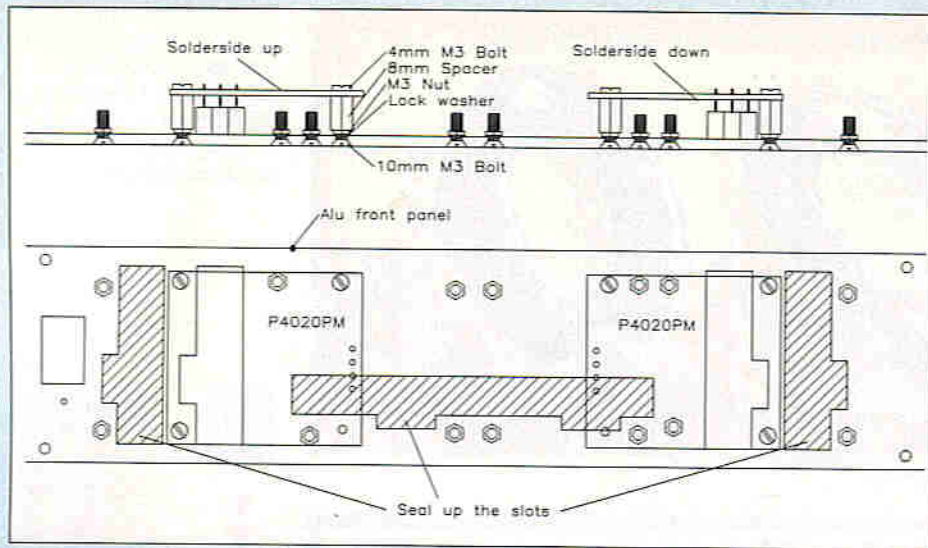 Solderside up
4mm M3 Bolt
8mm Spacer
M3 Nut
Lock washer
Solderside down
10mm M3 Bolt
Alu front panel
P4020PM
P4020PM
Seal up the slots